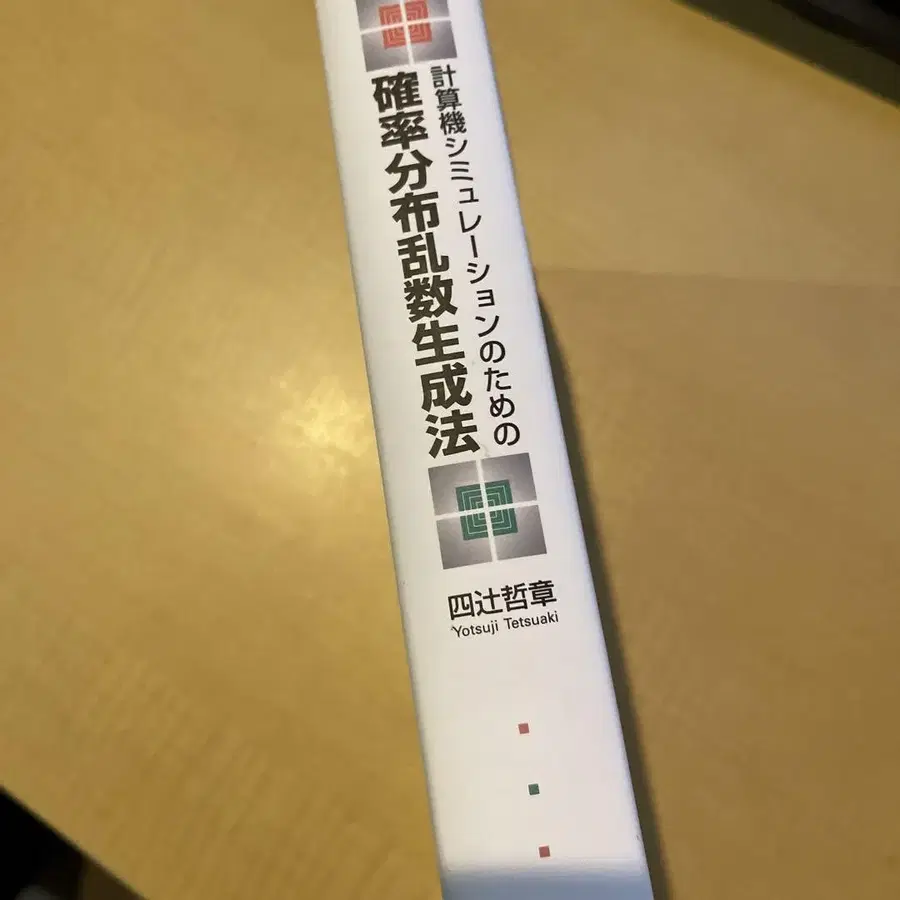 計算機シミュレーションのための
確率分布乱数生成法
四辻哲章
Yotsuji Tetsuaki